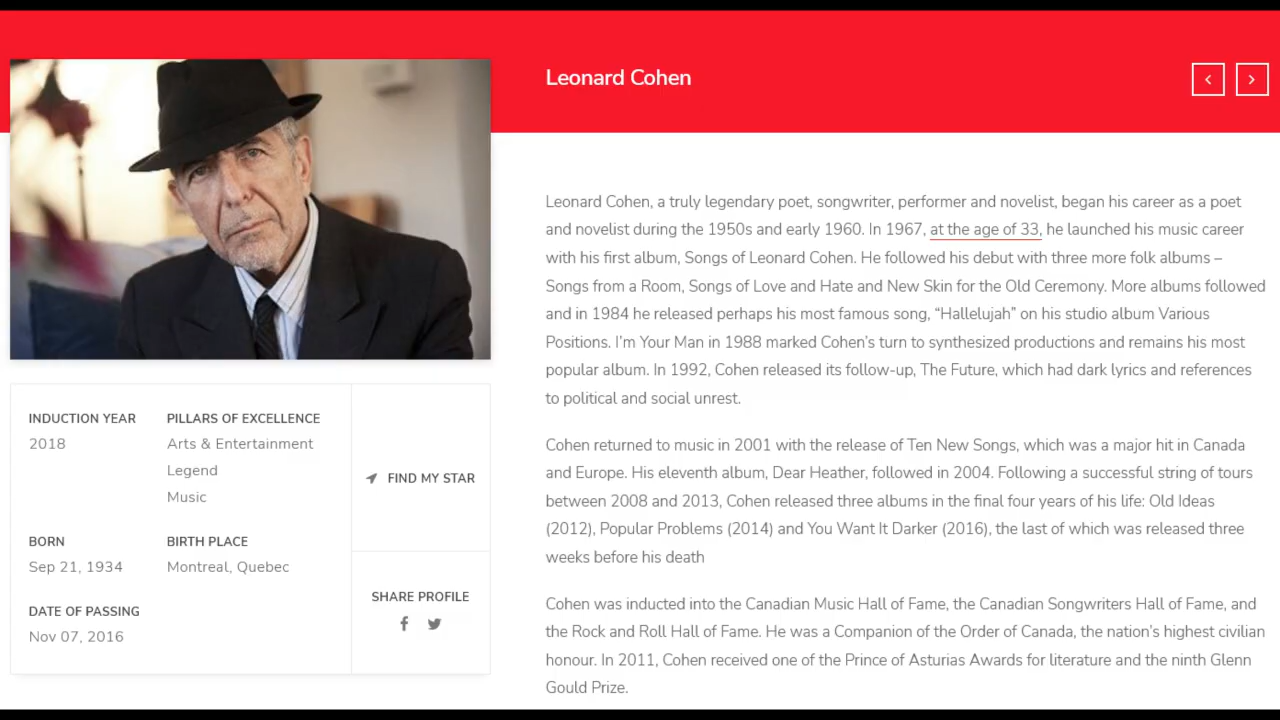 Leonard Cohen
Leonard Cohen, a truly legendary poet, songwriter, performer and novelist, began his career as a poet
and novelist during the 1950s and early 1960. In 1967, at the age of 33, he launched his music career
with his first album, Songs of Leonard Cohen. He followed his debut with three more folk albums –
Songs from a Room, Songs of Love and Hate and New Skin for the Old Ceremony. More albums followed
and in 1984 he released perhaps his most famous song, “Hallelujah” on his studio album Various
Positions. I’m Your Man in 1988 marked Cohen’s turn to synthesized productions and remains his most
popular album. In 1992, Cohen released its follow-up, The Future, which had dark lyrics and references
to political and social unrest.
Cohen returned to music in 2001 with the release of Ten New Songs, which was a major hit in Canada
and Europe. His eleventh album, Dear Heather, followed in 2004. Following a successful string of tours
between 2008 and 2013, Cohen released three albums in the final four years of his life: Old Ideas
(2012), Popular Problems (2014) and You Want It Darker (2016), the last of which was released three
weeks before his death
Cohen was inducted into the Canadian Music Hall of Fame, the Canadian Songwriters Hall of Fame, and
the Rock and Roll Hall of Fame. He was a Companion of the Order of Canada, the nation’s highest civilian
honour. In 2011, Cohen received one of the Prince of Asturias Awards for literature and the ninth Glenn
Gould Prize.
INDUCTION YEAR
2018
PILLARS OF EXCELLENCE
Arts & Entertainment
Legend
Music
BORN
Sep 21, 1934
BIRTH PLACE
Montreal, Quebec
DATE OF PASSING
Nov 07, 2016
FIND MY STAR
SHARE PROFILE